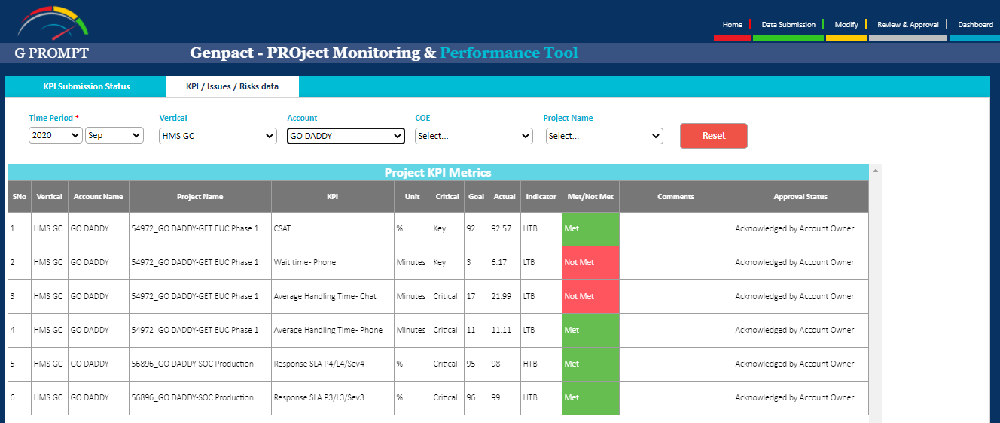 Home Data Submission Modify Review & Approval Dashboard
G PROMPT Genpact - PROject Monitoring & Performance Tool
KPI Submission Status KPI / Issues / Risks data
Time Period * Vertical Account COE Project Name
2020 Sep HMS GC GO DADDY Select... Select... Reset
Project KPI Metrics
SNo Vertical Account Name Project Name KPI Unit Critical Goal Actual Indicator Met/Not Met Comments Approval Status
1 HMS GC GO DADDY 54972_GO DADDY-GET EUC Phase 1 CSAT % Key 92 92.57 HTB Met Acknowledged by Account Owner
2 HMS GC GO DADDY 54972_GO DADDY-GET EUC Phase 1 Wait time- Phone Minutes Key 3 6.17 LTB Not Met Acknowledged by Account Owner
3 HMS GC GO DADDY 54972_GO DADDY-GET EUC Phase 1 Average Handling Time- Chat Minutes Critical 17 21.99 LTB Not Met Acknowledged by Account Owner
4 HMS GC GO DADDY 54972_GO DADDY-GET EUC Phase 1 Average Handling Time- Phone Minutes Critical 11 11.11 LTB Met Acknowledged by Account Owner
5 HMS GC GO DADDY 56896_GO DADDY-SOC Production Response SLA P4/L4/Sev4 % Critical 95 98 HTB Met Acknowledged by Account Owner
6 HMS GC GO DADDY 56896_GO DADDY-SOC Production Response SLA P3/L3/Sev3 % Critical 96 99 HTB Met Acknowledged by Account Owner